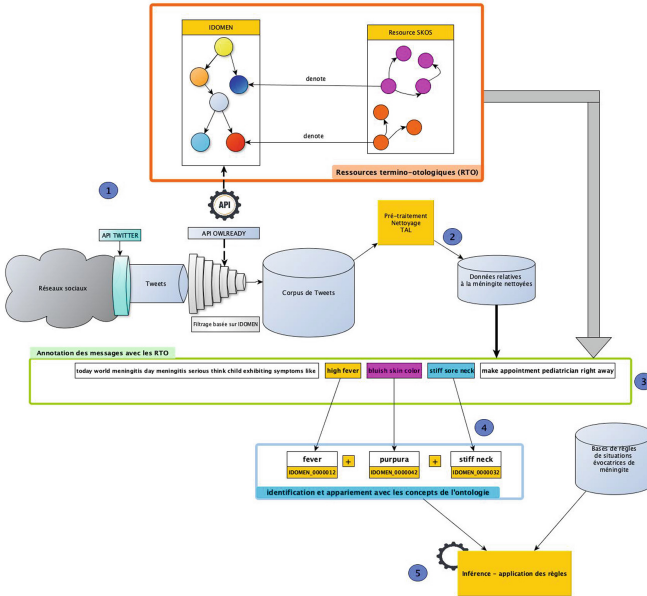 IDOMEN
Resource SKOS
denote
denote
Ressources termino-otologiques (RTO)
1
API
API TWITTER
API OWLREADY
Pré-traitement
Nettoyage
TAL
2
Réseaux sociaux
Tweets
Filtrage basée sur IDOMEN
Corpus de Tweets
Données relatives
à la méningite nettoyées
Annotation des messages avec les RTO
today world meningitis day meningitis serious think child exhibiting symptoms like
high fever
bluish skin color
stiff sore neck
make appointment pediatrician right away
3
4
fever
+
purpura
+
stiff neck
IDOMEN_0000012
IDOMEN_0000042
IDOMEN_0000032
Identification et appariement avec les concepts de l'ontologie
Bases de règles
de situations
évocatrices de
méningite
5
Inférence - application des règles